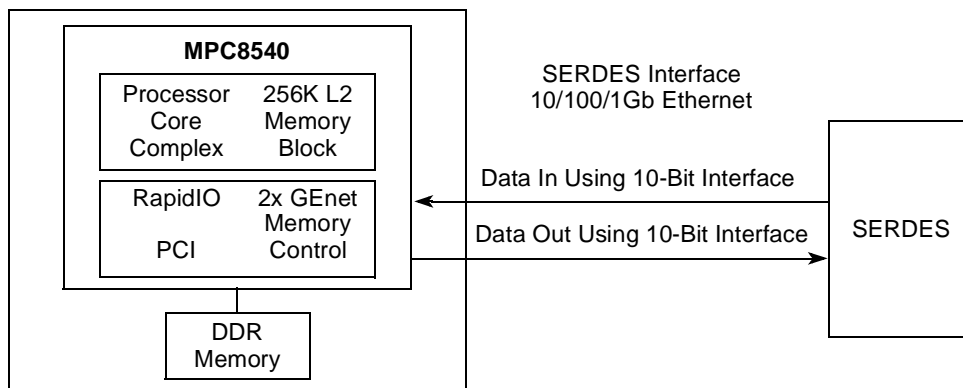 MPC8540
Processor 256K L2
Core Memory
Complex Block
RapidIO 2x GEnet
Memory
PCI Control
DDR
Memory
SERDES Interface
10/100/1Gb Ethernet
Data In Using 10-Bit Interface
Data Out Using 10-Bit Interface
SERDES